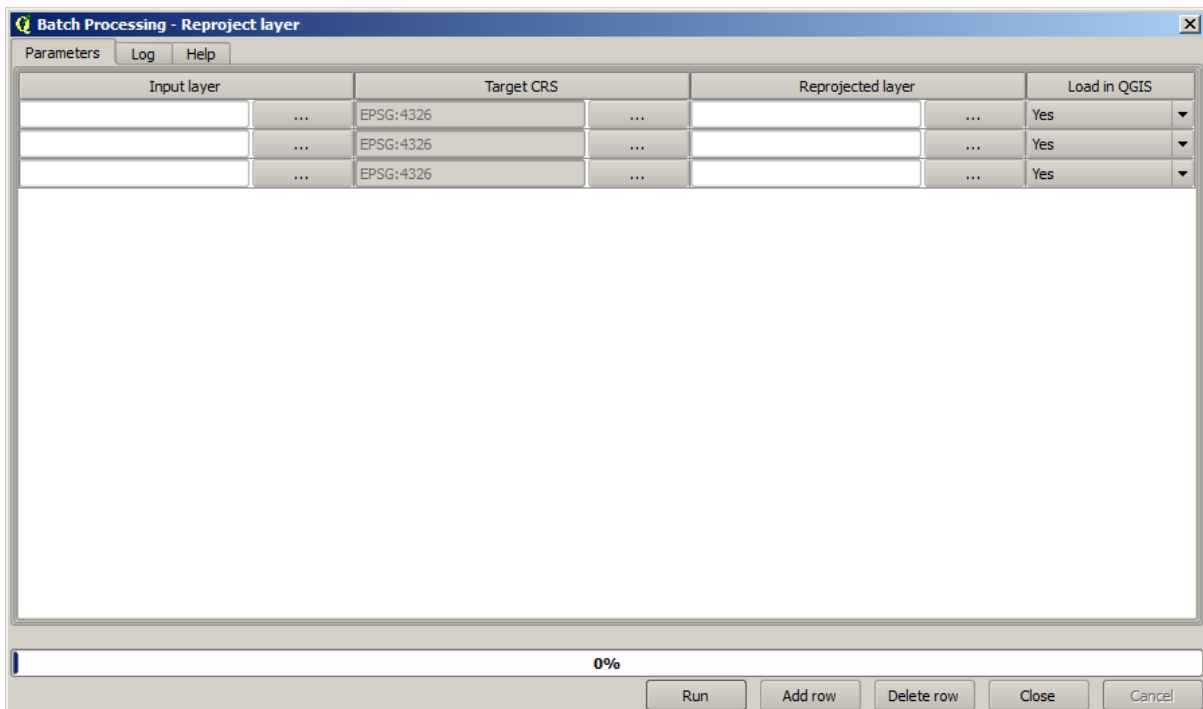 Batch Processing - Reproject layer
Parameters Log Help
Input layer Target CRS Reprojected layer Load in QGIS
... EPSG:4326 ... ... Yes
... EPSG:4326 ... ... Yes
... EPSG:4326 ... ... Yes
0%
Run Add row Delete row Close Cancel